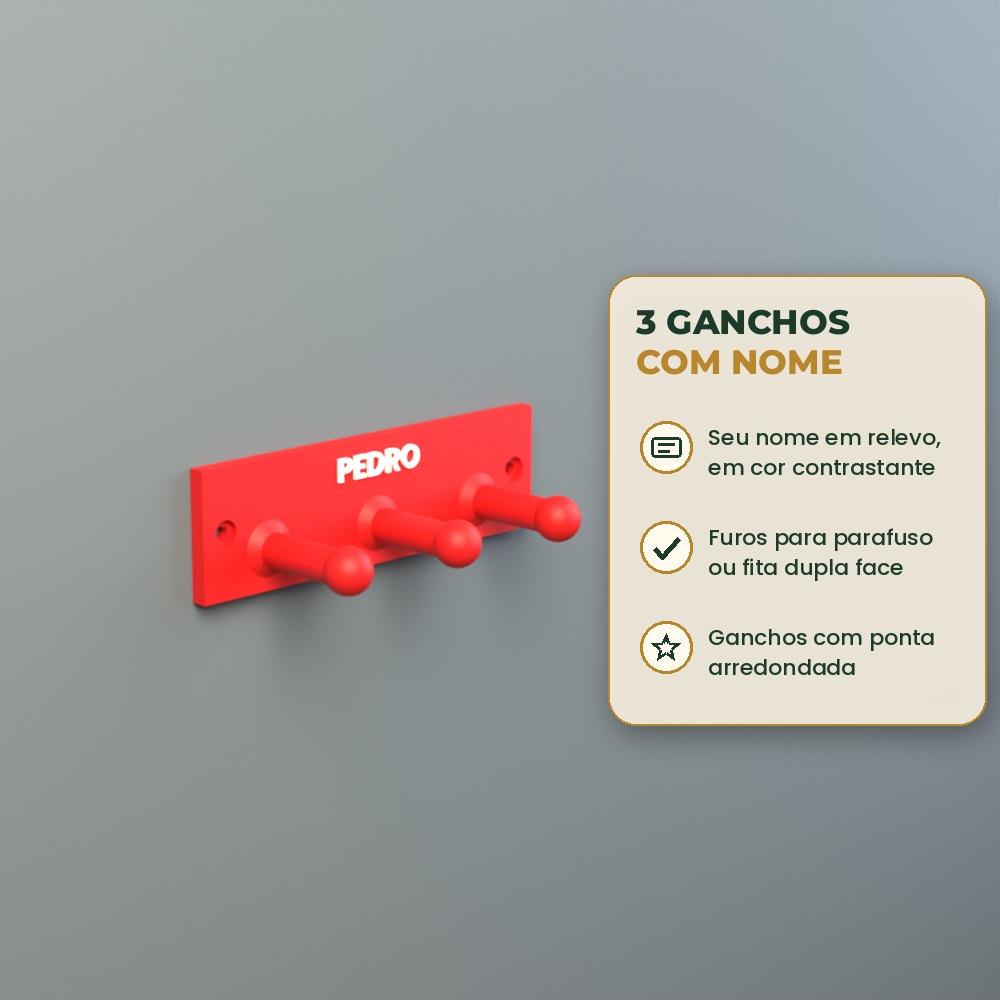 PEDRO
3 GANCHOS
COM NOME
Seu nome em relevo,
em cor contrastante
Furos para parafuso
ou fita dupla face
Ganchos com ponta
arredondada